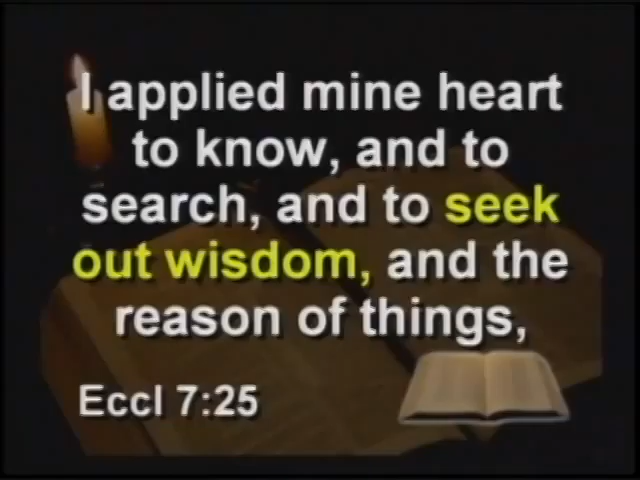 I applied mine heart
to know, and to
search, and to seek
out wisdom, and the
reason of things,
Eccl 7:25